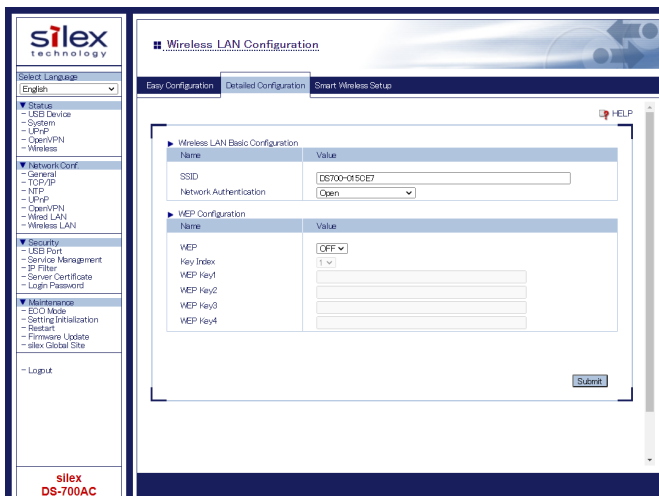 silex
technology
Select Language
English
▼ Status
- USB Device
- System
- UPnP
- OpenVPN
- Wireless
▼ Network Conf.
- General
- TCP/IP
- NTP
- UPnP
- OpenVPN
- Wired LAN
- Wireless LAN
▼ Security
- USB Port
- Service Management
- IP Filter
- Server Certificate
- Login Password
▼ Maintenance
- ECO Mode
- Setting Initialization
- Restart
- Firmware Update
- silex Global Site
- Logout
silex
DS-700AC
Wireless LAN Configuration
Easy Configuration Detailed Configuration Smart Wireless Setup
HELP
Wireless LAN Basic Configuration
Name Value
SSID DS700-015CE7
Network Authentication Open
WEP Configuration
Name Value
WEP OFF
Key Index 1
WEP Key1
WEP Key2
WEP Key3
WEP Key4
Submit